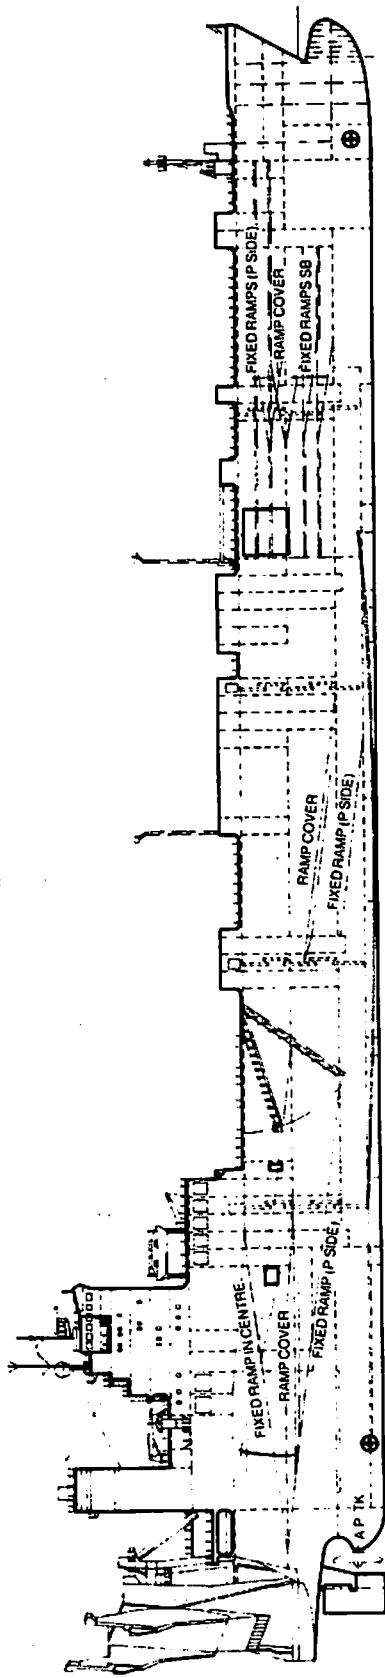 FIXED RAMPS (P SIDE)
RAMP COVER
FIXED RAMPS SB
RAMP COVER
FIXED RAMP (P SIDE)
FIXED RAMP IN CENTRE
RAMP COVER
FIXED RAMP (P SIDE)
A P TK